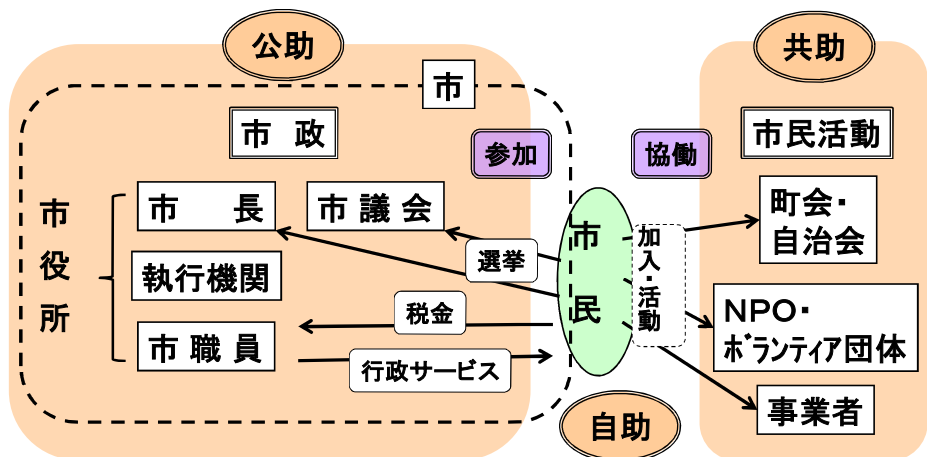 公助
共助
市
市 政
参加
協働
市民活動
市役所
市 長
市 議 会
執行機関
市 職 員
選挙
税金
行政サービス
市民
加入・活動
町会・
自治会
NPO・
ﾎﾞﾗﾝﾃｨｱ団体
事業者
自助